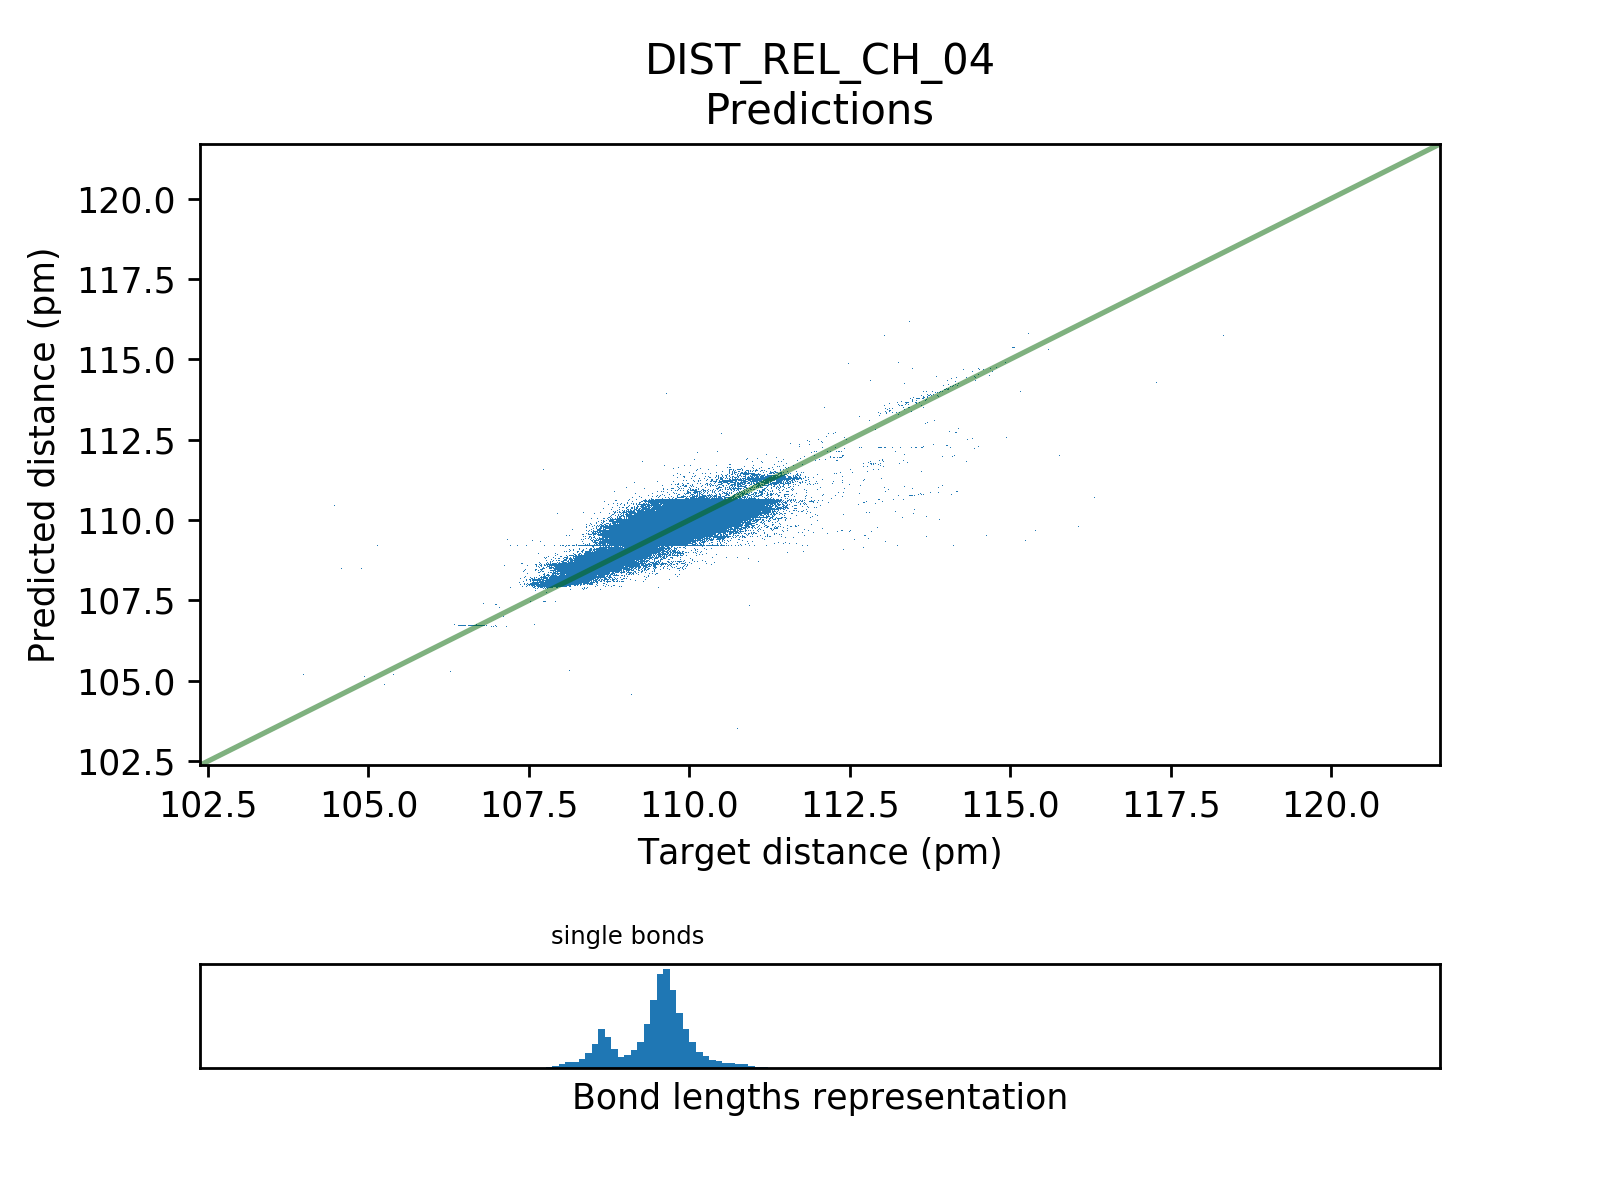 DIST_REL_CH_04
Predictions
Predicted distance (pm)
120.0
117.5
115.0
112.5
110.0
107.5
105.0
102.5
102.5 105.0 107.5 110.0 112.5 115.0 117.5 120.0
Target distance (pm)
single bonds
Bond lengths representation